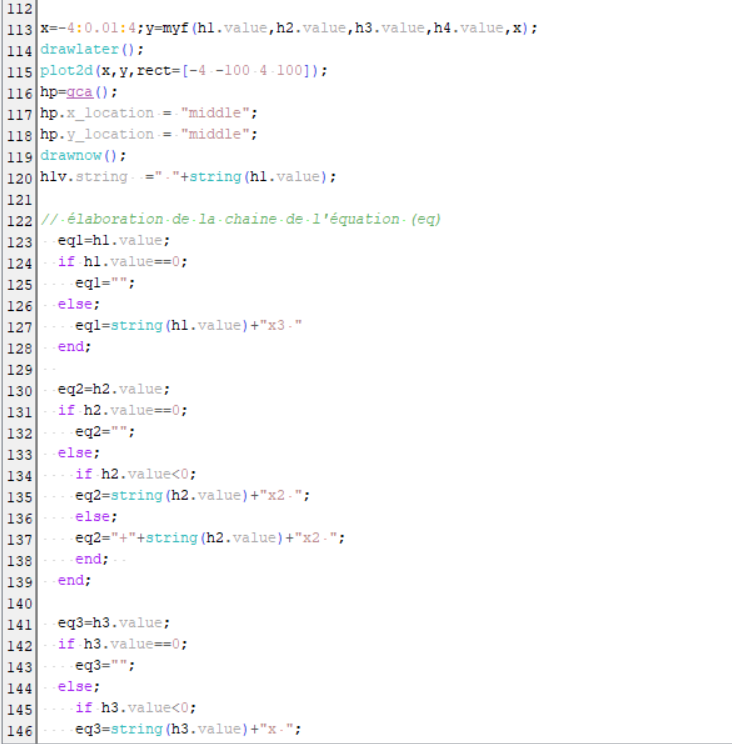 112
113 x=-4:0.01:4;y=myf(h1.value,h2.value,h3.value,h4.value,x);
114 drawlater();
115 plot2d(x,y,rect=[-4 -100 4 100]);
116 hp=gca();
117 hp.x_location = "middle";
118 hp.y_location = "middle";
119 drawnow();
120 h1v.string  =" "+string(h1.value);
121
122 // élaboration de la chaine de l'équation (eq)
123   eq1=h1.value;
124   if h1.value==0;
125     eq1="";
126   else;
127     eq1=string(h1.value)+"x3 "
128   end;
129
130   eq2=h2.value;
131   if h2.value==0;
132     eq2="";
133   else;
134     if h2.value<0;
135     eq2=string(h2.value)+"x2 ";
136     else;
137     eq2="+"+string(h2.value)+"x2 ";
138     end;
139   end;
140
141   eq3=h3.value;
142   if h3.value==0;
143     eq3="";
144   else;
145     if h3.value<0;
146     eq3=string(h3.value)+"x ";